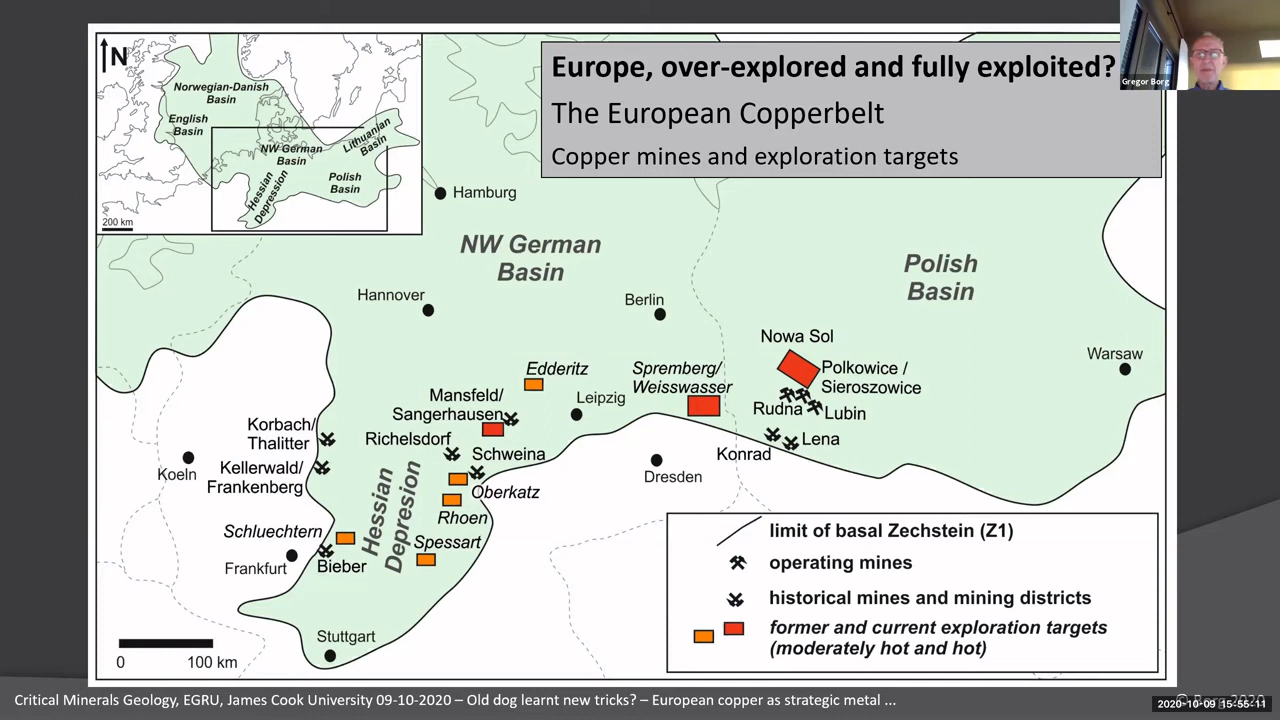 Europe, over-explored and fully exploited?
The European Copperbelt
Copper mines and exploration targets
Gregor Borg
N
Norwegian-Danish
Basin
English
Basin
NW German
Basin
Lithuanian
Basin
Polish
Basin
Hessian
Depression
200 km
Hamburg
NW German
Basin
Polish
Basin
Hannover
Berlin
Nowa Sol
Warsaw
Polkowice /
Sieroszowice
Edderitz
Spremberg/
Weisswasser
Mansfeld/
Sangerhausen
Leipzig
Rudna
Lubin
Korbach/
Thalitter
Richelsdorf
Schweina
Konrad
Lena
Koeln
Kellerwald/
Frankenberg
Dresden
Oberkatz
Rhoen
Hessian
Depresion
Schluechtern
Spessart
Frankfurt
Bieber
Stuttgart
0 100 km
limit of basal Zechstein (Z1)
operating mines
historical mines and mining districts
former and current exploration targets
(moderately hot and hot)
Critical Minerals Geology, EGRU, James Cook University 09-10-2020 – Old dog learnt new tricks? – European copper as strategic metal ...
© Borg 2020
2020-10-09 15:56:11